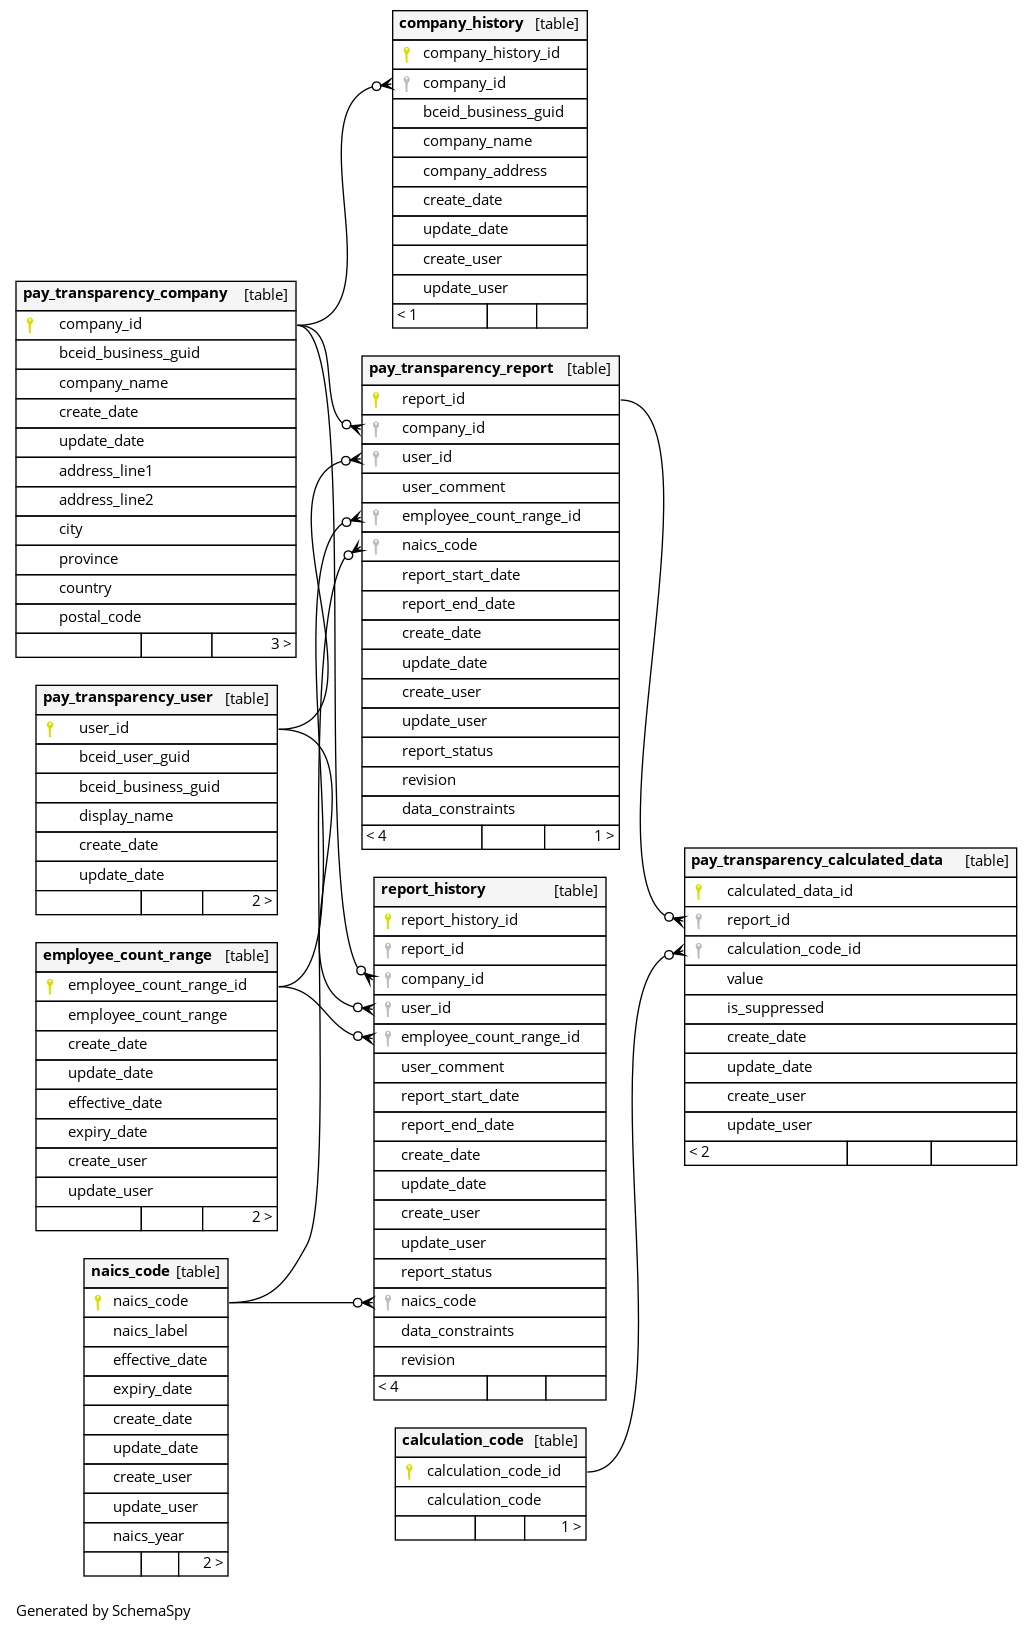 company_history [table]
company_history_id
company_id
bceid_business_guid
company_name
company_address
create_date
update_date
create_user
update_user
< 1
pay_transparency_company [table]
company_id
bceid_business_guid
company_name
create_date
update_date
address_line1
address_line2
city
province
country
postal_code
3 >
pay_transparency_report [table]
report_id
company_id
user_id
user_comment
employee_count_range_id
naics_code
report_start_date
report_end_date
create_date
update_date
create_user
update_user
report_status
revision
data_constraints
< 4 1 >
pay_transparency_user [table]
user_id
bceid_user_guid
bceid_business_guid
display_name
create_date
update_date
2 >
pay_transparency_calculated_data [table]
calculated_data_id
report_id
calculation_code_id
value
is_suppressed
create_date
update_date
create_user
update_user
< 2
report_history [table]
report_history_id
report_id
company_id
user_id
employee_count_range_id
user_comment
report_start_date
report_end_date
create_date
update_date
create_user
update_user
report_status
naics_code
data_constraints
revision
< 4
employee_count_range [table]
employee_count_range_id
employee_count_range
create_date
update_date
effective_date
expiry_date
create_user
update_user
2 >
naics_code [table]
naics_code
naics_label
effective_date
expiry_date
create_date
update_date
create_user
update_user
naics_year
2 >
calculation_code [table]
calculation_code_id
calculation_code
1 >
Generated by SchemaSpy